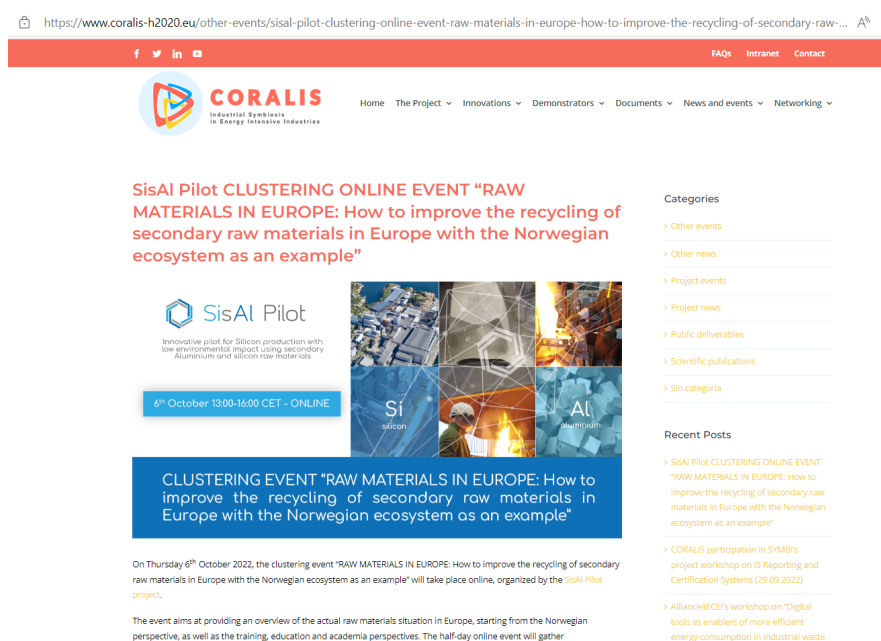 https://www.coralis-h2020.eu/other-events/sisal-pilot-clustering-online-event-raw-materials-in-europe-how-to-improve-the-recycling-of-secondary-raw-...
FAQs Intranet Contact
CORALIS
Industrial Symbiosis
in Energy Intensive Industries
Home The Project Innovations Demonstrators Documents News and events Networking
SisAl Pilot CLUSTERING ONLINE EVENT “RAW
MATERIALS IN EUROPE: How to improve the recycling of
secondary raw materials in Europe with the Norwegian
ecosystem as an example”
SisAl Pilot
Innovative pilot for Silicon production with
low environmental impact using secondary
Aluminium and silicon raw materials
6th October 13:00-16:00 CET - ONLINE
Si
silicon
Al
aluminium
CLUSTERING EVENT “RAW MATERIALS IN EUROPE: How to
improve the recycling of secondary raw materials in
Europe with the Norwegian ecosystem as an example”
On Thursday 6th October 2022, the clustering event “RAW MATERIALS IN EUROPE: How to improve the recycling of secondary
raw materials in Europe with the Norwegian ecosystem as an example” will take place online, organized by the SisAl Pilot
project.
The event aims at providing an overview of the actual raw materials situation in Europe, starting from the Norwegian
perspective, as well as the training, education and academia perspectives. The half-day online event will gather
Categories
Other events
Other news
Project events
Project news
Public deliverables
Scientific publications
Sin categoría
Recent Posts
SisAl Pilot CLUSTERING ONLINE EVENT
“RAW MATERIALS IN EUROPE: How to
improve the recycling of secondary raw
materials in Europe with the Norwegian
ecosystem as an example”
CORALIS participation in SYMBI's
project workshop on IS Reporting and
Certification Systems (29.09.2022)
Alliance4ECEI's workshop on “Digital
tools as enablers of more efficient
energy consumption in industrial waste